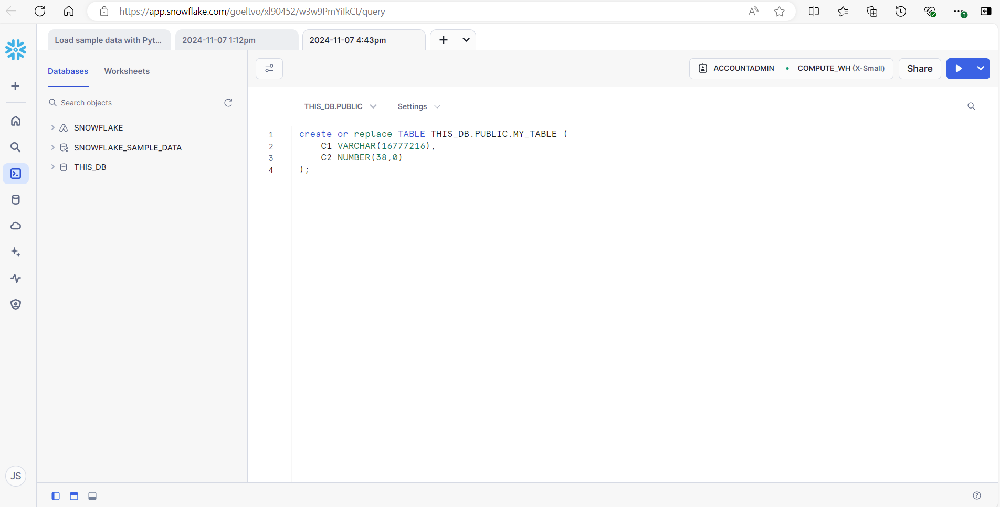 https://app.snowflake.com/goeltvo/xl90452/w3w9PmYiIkCt/query
Load sample data with Pyt...
2024-11-07 1:12pm
2024-11-07 4:43pm
Databases
Worksheets
ACCOUNTADMIN
COMPUTE_WH (X-Small)
Share
Search objects
SNOWFLAKE
SNOWFLAKE_SAMPLE_DATA
THIS_DB
THIS_DB.PUBLIC
Settings
1 create or replace TABLE THIS_DB.PUBLIC.MY_TABLE (
2 C1 VARCHAR(16777216),
3 C2 NUMBER(38,0)
4 );
JS